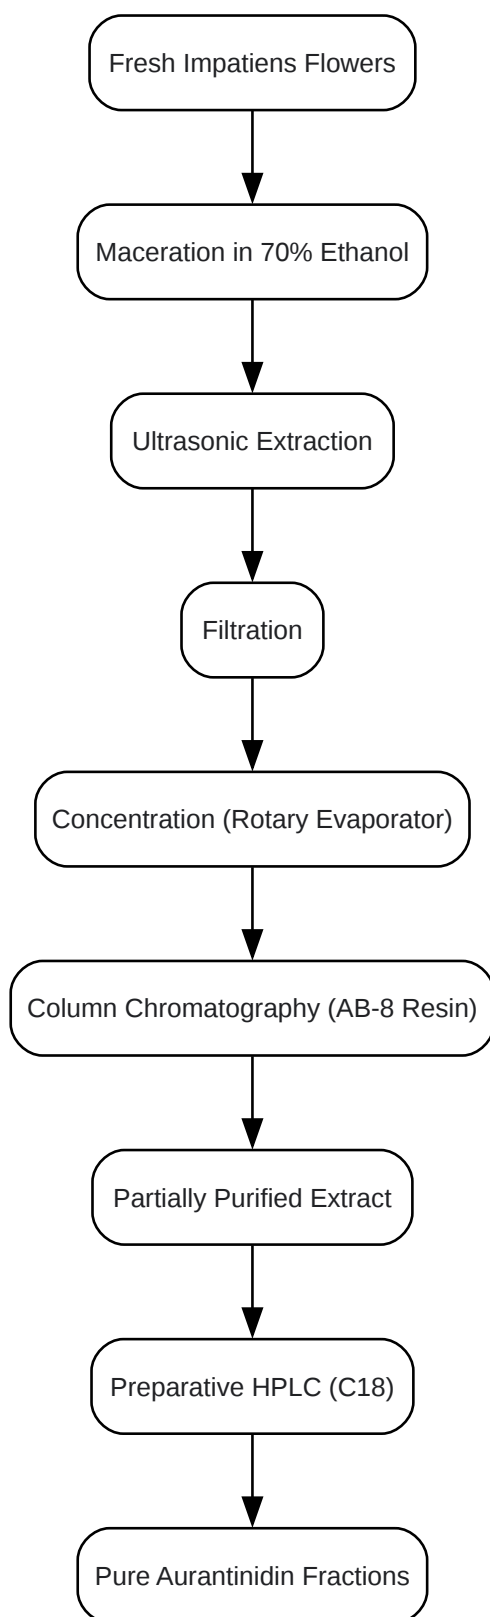 Fresh Impatiens Flowers
Maceration in 70% Ethanol
Ultrasonic Extraction
Filtration
Concentration (Rotary Evaporator)
Column Chromatography (AB-8 Resin)
Partially Purified Extract
Preparative HPLC (C18)
Pure Aurantinidin Fractions